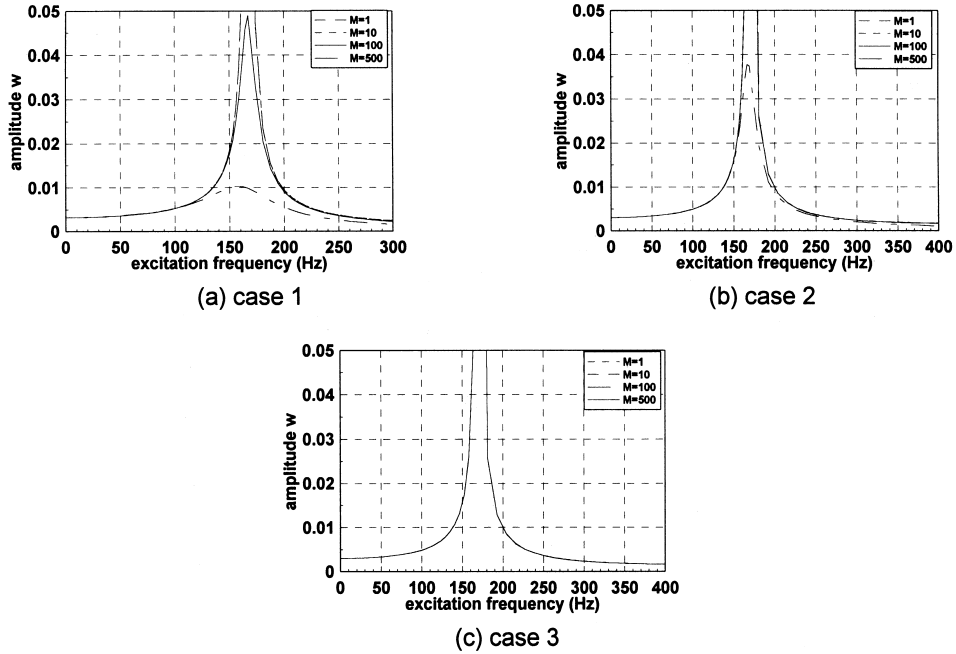 0.05
0.04
0.03
0.02
0.01
0
amplitude w
0 50 100 150 200 250 300
excitation frequency (Hz)
M=1
M=10
M=100
M=500
(a) case 1
0.05
0.04
0.03
0.02
0.01
0
amplitude w
0 50 100 150 200 250 300 350 400
excitation frequency (Hz)
M=1
M=10
M=100
M=500
(b) case 2
0.05
0.04
0.03
0.02
0.01
0
amplitude w
0 50 100 150 200 250 300 350 400
excitation frequency (Hz)
M=1
M=10
M=100
M=500
(c) case 3